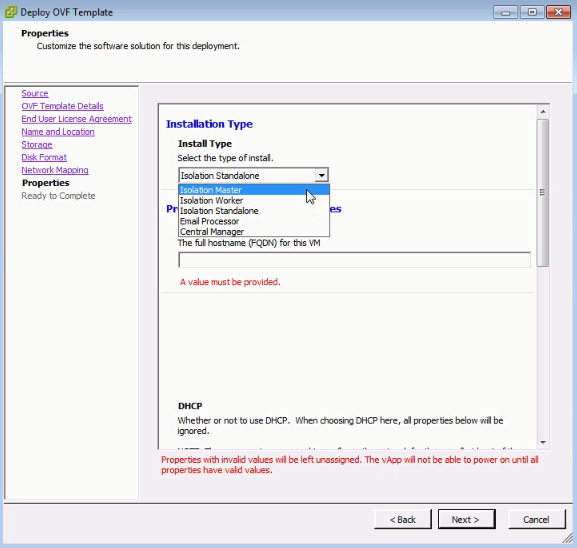 Deploy OVF Template
Properties
Customize the software solution for this deployment.
Source
OVF Template Details
End User License Agreement
Name and Location
Storage
Disk Format
Network Mapping
Properties
Ready to Complete
Installation Type
Install Type
Select the type of install.
Isolation Standalone
Isolation Master
Isolation Worker
Isolation Standalone
Email Processor
Central Manager
The full hostname (FQDN) for this VM
A value must be provided.
DHCP
Whether or not to use DHCP. When choosing DHCP here, all properties below will be
ignored.
Properties with invalid values will be left unassigned. The vApp will not be able to power on until all
properties have valid values.
< Back
Next >
Cancel